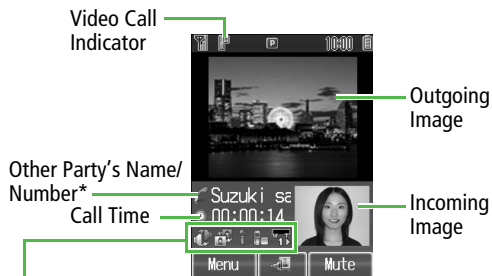 Video Call
Indicator
P
10:00
Outgoing
Image
Other Party's Name/
Number*
Suzuki sa
Call Time
00:00:14
Incoming
Image
Menu
Mute